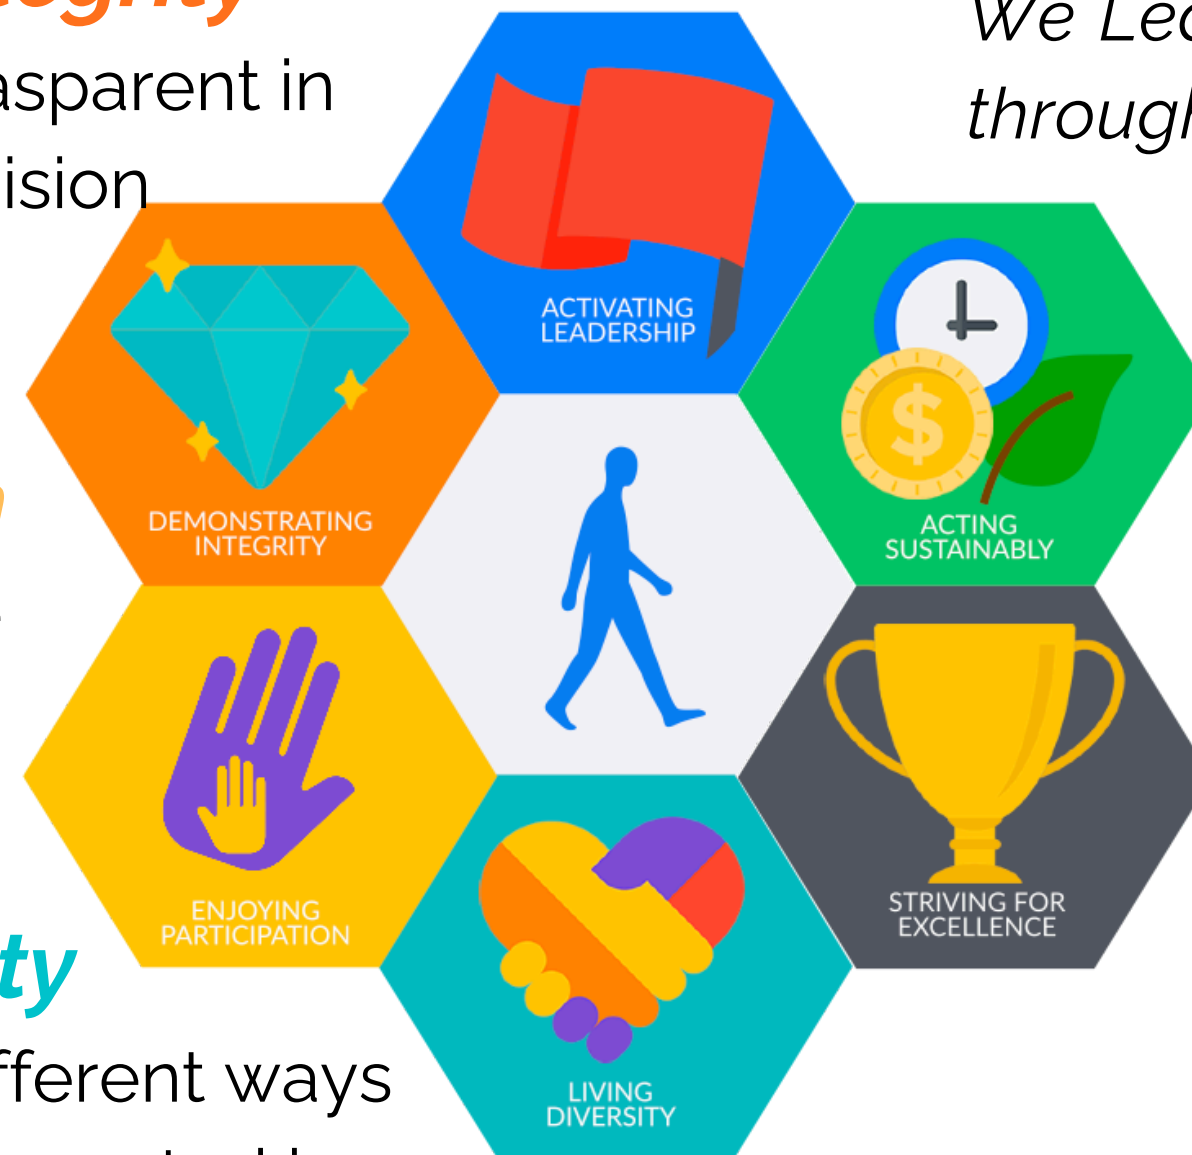 asparent in
ision
We
through
ACTIVATING
LEADERSHIP
DEMONSTRATING
INTEGRITY
ACTING
SUSTAINABLY
ENJOYING
PARTICIPATION
STRIVING FOR
EXCELLENCE
ty
fferent ways
LIVING
DIVERSITY